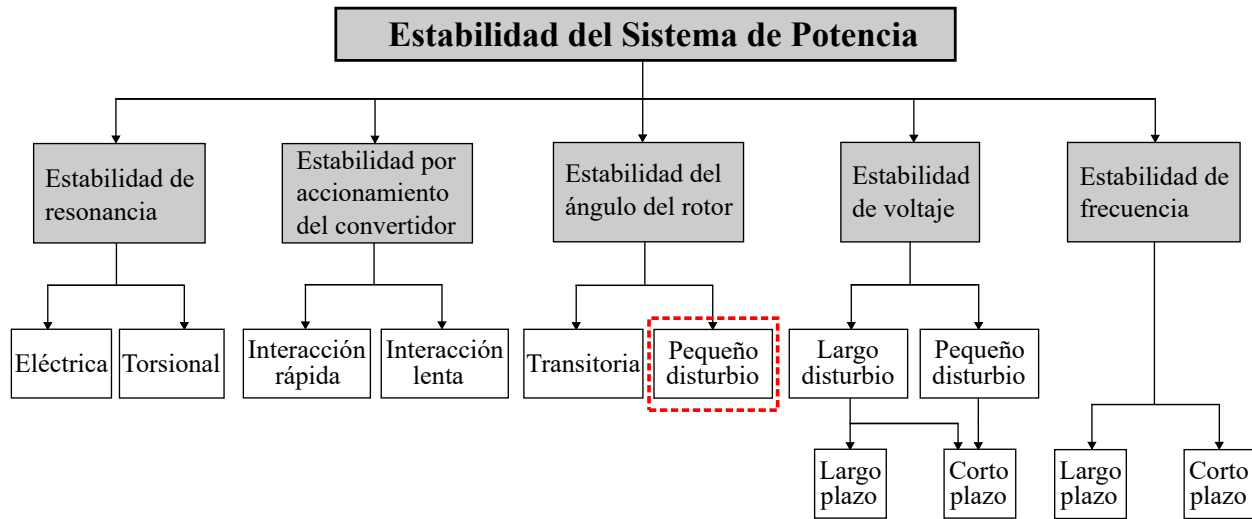 Estabilidad del Sistema de Potencia
Estabilidad de
resonancia
Estabilidad por
accionamiento
del convertidor
Estabilidad del
ángulo del rotor
Estabilidad
de voltaje
Estabilidad de
frecuencia
Eléctrica
Torsional
Interacción
rápida
Interacción
lenta
Transitoria
Pequeño
disturbio
Largo
disturbio
Pequeño
disturbio
Largo
plazo
Corto
plazo
Largo
plazo
Corto
plazo